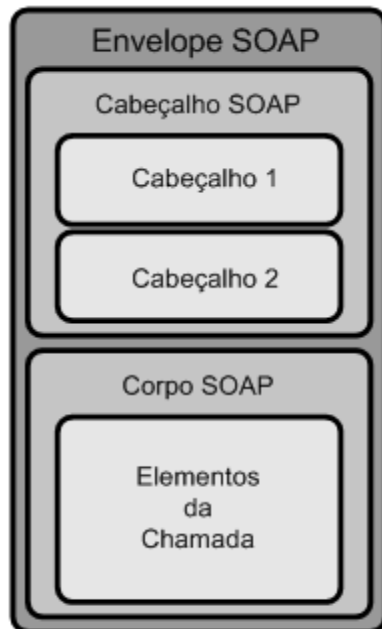 Envelope SOAP
Cabeçalho SOAP
Cabeçalho 1
Cabeçalho 2
Corpo SOAP
Elementos
da
Chamada